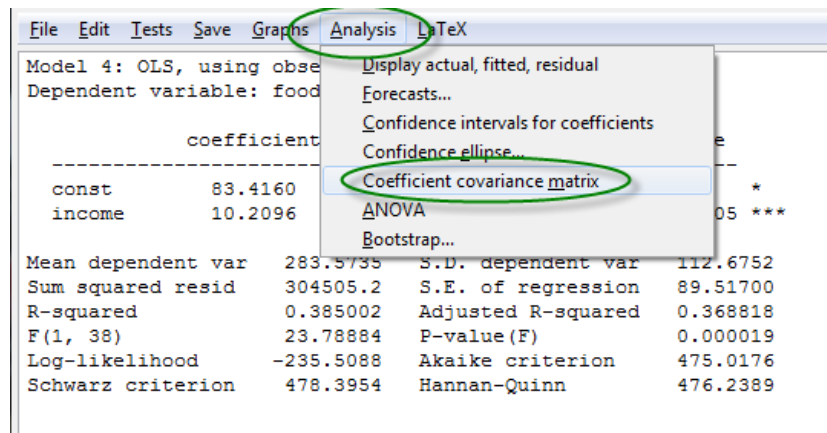 File Edit Tests Save Graphs Analysis LaTeX
Model 4: OLS, using obse
Dependent variable: food
Display actual, fitted, residual
Forecasts...
Confidence intervals for coefficients
Confidence ellipse...
Coefficient covariance matrix
ANOVA
Bootstrap...
coefficient e
const 83.4160 *
income 10.2096 05 ***
Mean dependent var 283.5735 S.D. dependent var 112.6752
Sum squared resid 304505.2 S.E. of regression 89.51700
R-squared 0.385002 Adjusted R-squared 0.368818
F(1, 38) 23.78884 P-value(F) 0.000019
Log-likelihood -235.5088 Akaike criterion 475.0176
Schwarz criterion 478.3954 Hannan-Quinn 476.2389